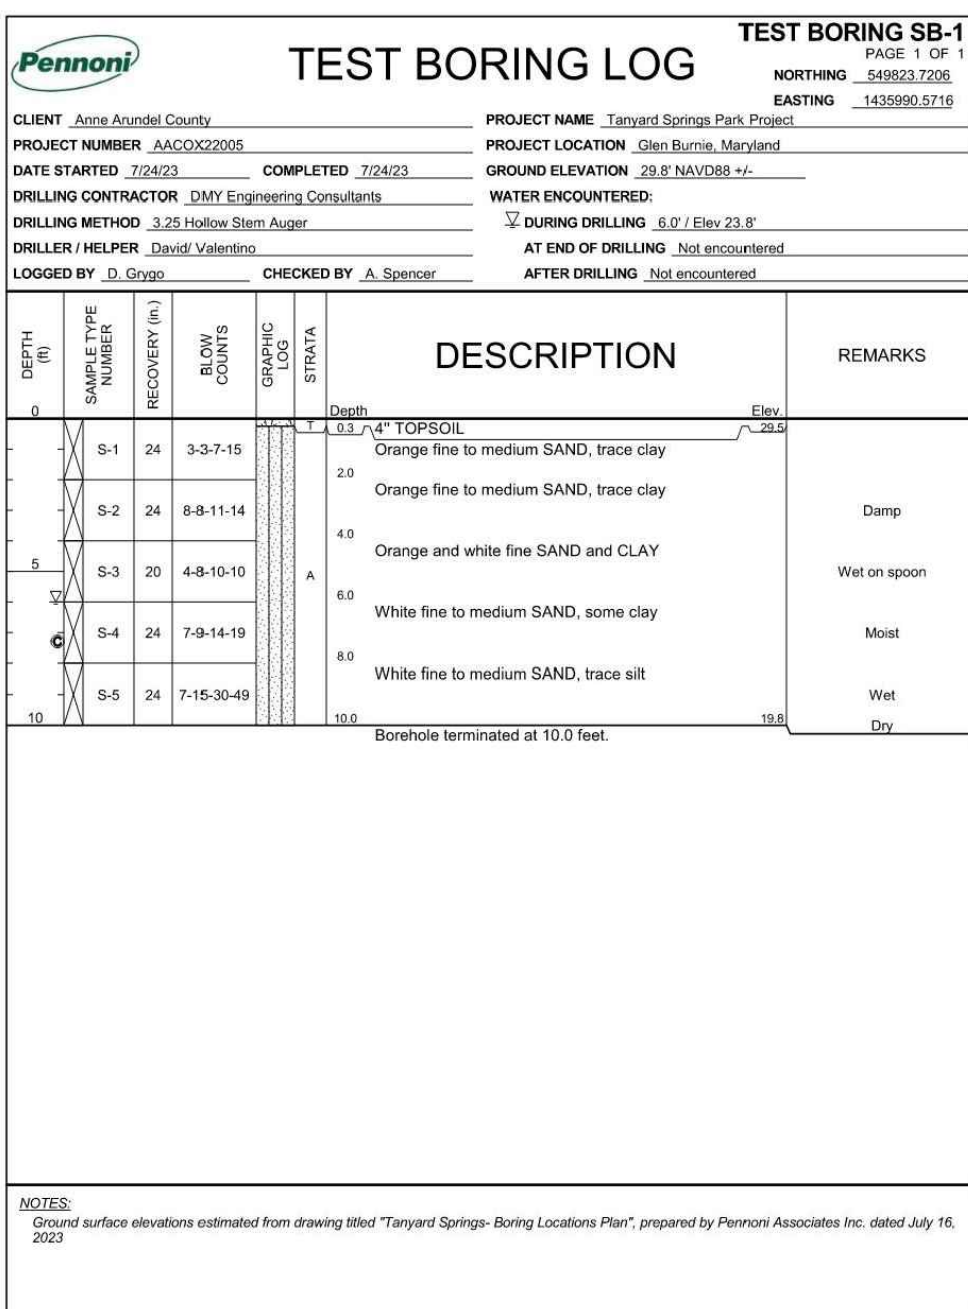 Pennoni
TEST BORING LOG
TEST BORING SB-1
PAGE 1 OF 1
NORTHING 549823.7206
EASTING 1435990.5716
CLIENT Anne Arundel County
PROJECT NAME Tanyard Springs Park Project
PROJECT NUMBER AACOX22005
PROJECT LOCATION Glen Burnie, Maryland
DATE STARTED 7/24/23 COMPLETED 7/24/23
GROUND ELEVATION 29.8' NAVD88 +/-
DRILLING CONTRACTOR DMY Engineering Consultants
WATER ENCOUNTERED:
DRILLING METHOD 3.25 Hollow Stem Auger
DURING DRILLING 6.0' / Elev 23.8'
DRILLER / HELPER David/ Valentino
AT END OF DRILLING Not encountered
LOGGED BY D. Grygo CHECKED BY A. Spencer
AFTER DRILLING Not encountered
DEPTH (ft)
SAMPLE TYPE NUMBER
RECOVERY (in.)
BLOW COUNTS
GRAPHIC LOG
STRATA
DESCRIPTION
REMARKS
0
Depth Elev.
T 0.3 4" TOPSOIL 29.5
S-1 24 3-3-7-15 Orange fine to medium SAND, trace clay
2.0
Orange fine to medium SAND, trace clay
S-2 24 8-8-11-14 Damp
4.0
Orange and white fine SAND and CLAY
5 S-3 20 4-8-10-10 A Wet on spoon
6.0
White fine to medium SAND, some clay
C S-4 24 7-9-14-19 Moist
8.0
White fine to medium SAND, trace silt
S-5 24 7-15-30-49 Wet
10 10.0 19.8
Dry
Borehole terminated at 10.0 feet.
NOTES:
Ground surface elevations estimated from drawing titled "Tanyard Springs- Boring Locations Plan", prepared by Pennoni Associates Inc. dated July 16,
2023